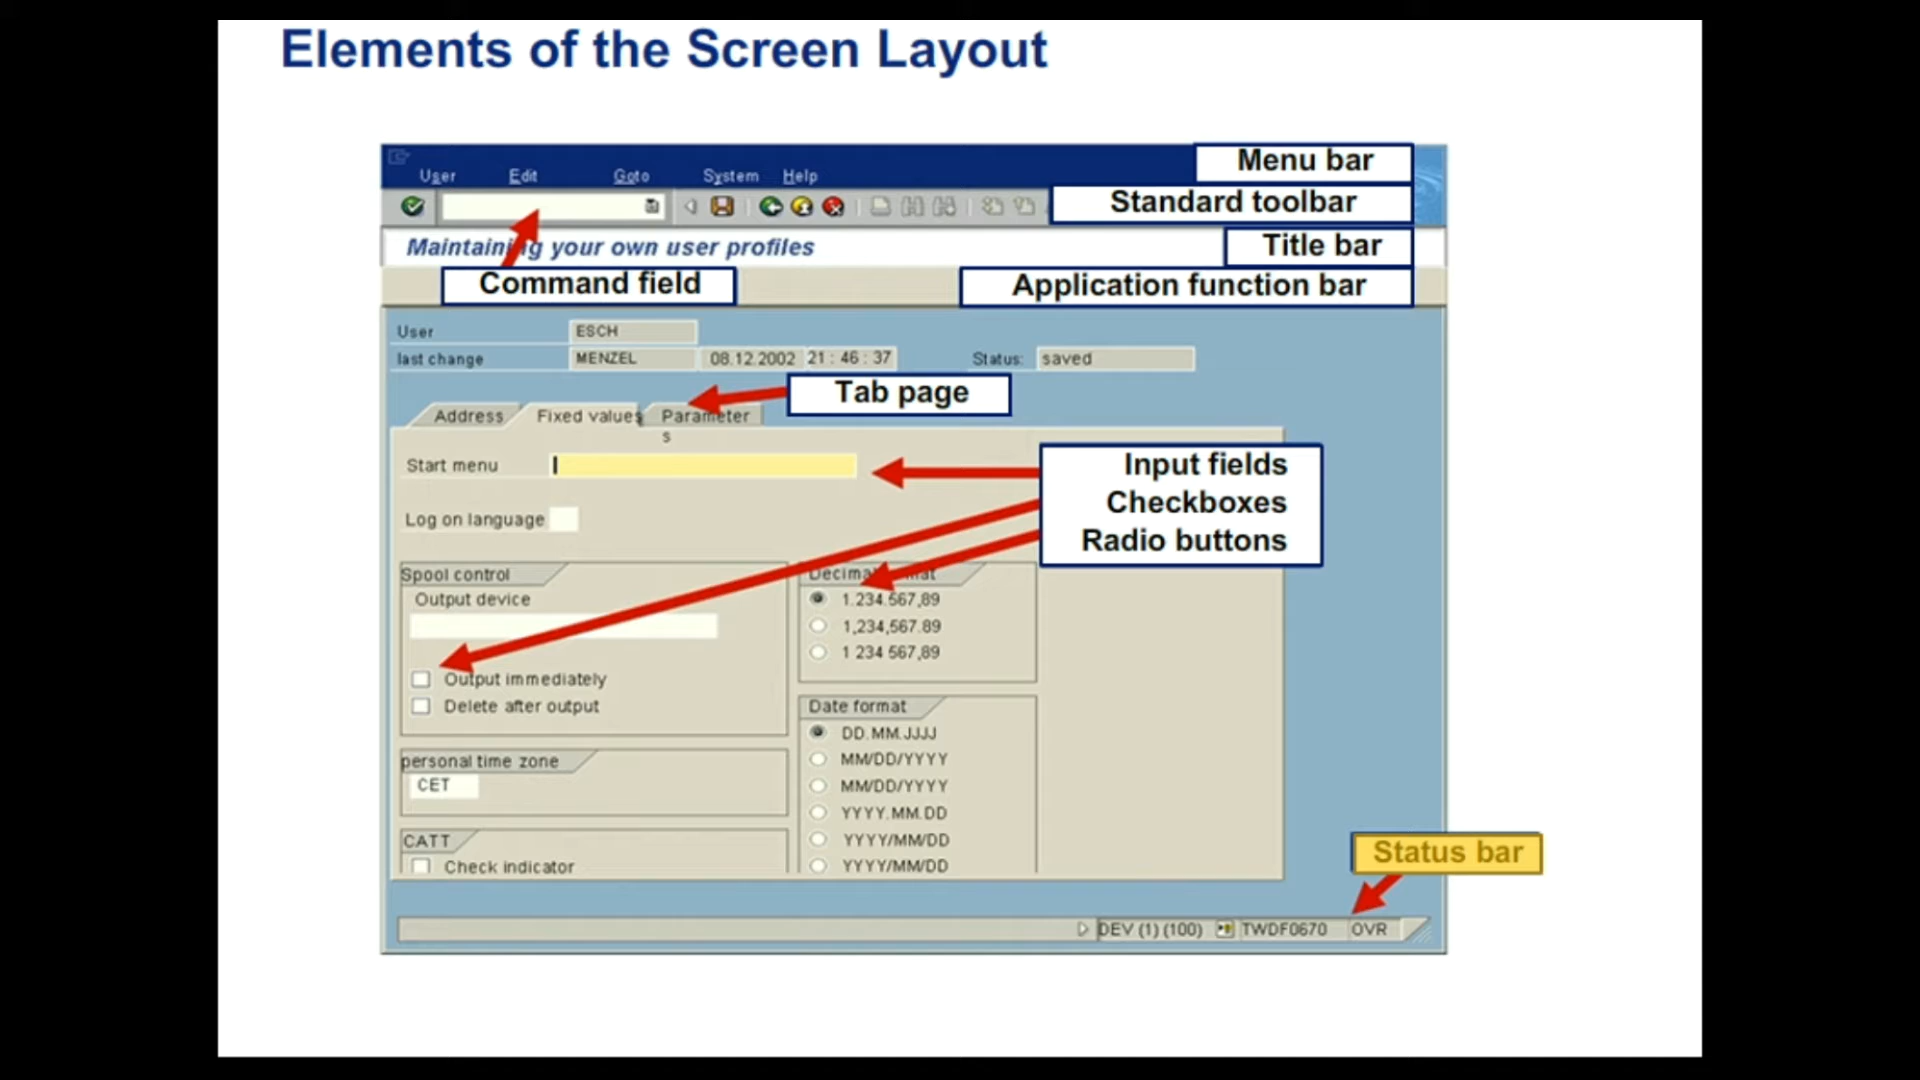 Elements of the Screen Layout
Menu bar
User Edit Goto System Help
Standard toolbar
Maintaining your own user profiles
Title bar
Command field
Application function bar
User ESCH
last change MENZEL 08.12.2002 21 : 46 : 37 Status: saved
Tab page
Address Fixed values Parameter
s
Start menu
Input fields
Checkboxes
Radio buttons
Log on language
Spool control
Output device
Output immediately
Delete after output
Decimal format
1.234.567,89
1,234,567.89
1 234 567,89
Date format
DD.MM.JJJJ
MM/DD/YYYY
MM/DD/YYYY
YYYY.MM.DD
YYYY/MM/DD
YYYY/MM/DD
personal time zone
CET
CATT
Check indicator
Status bar
DEV (1) (100) TWDF0670 OVR